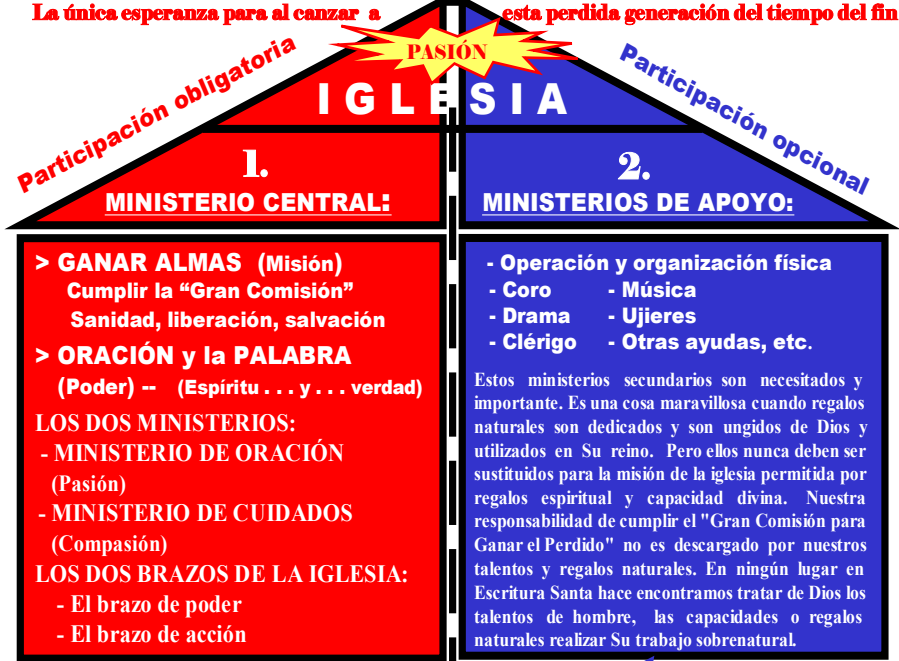 La única esperanza para al canzar a esta perdida generación del tiempo del fin
PASIÓN
Participación obligatoria
Participación opcional
IGLESIA
1.
MINISTERIO CENTRAL:
> GANAR ALMAS (Misión)
Cumplir la “Gran Comisión”
Sanidad, liberación, salvación
> ORACIÓN y la PALABRA
(Poder) -- (Espíritu . . . y . . . verdad)
LOS DOS MINISTERIOS:
- MINISTERIO DE ORACIÓN
(Pasión)
- MINISTERIO DE CUIDADOS
(Compasión)
LOS DOS BRAZOS DE LA IGLESIA:
- El brazo de poder
- El brazo de acción
2.
MINISTERIOS DE APOYO:
- Operación y organización física
- Coro - Música
- Drama - Ujieres
- Clérigo - Otras ayudas, etc.
Estos ministerios secundarios son necesitados y
importante. Es una cosa maravillosa cuando regalos
naturales son dedicados y son ungidos de Dios y
utilizados en Su reino. Pero ellos nunca deben ser
sustituidos para la misión de la iglesia permitida por
regalos espiritual y capacidad divina. Nuestra
responsabilidad de cumplir el "Gran Comisión para
Ganar el Perdido" no es descargado por nuestros
talentos y regalos naturales. En ningún lugar en
Escritura Santa hace encontramos tratar de Dios los
talentos de hombre, las capacidades o regalos
naturales realizar Su trabajo sobrenatural.